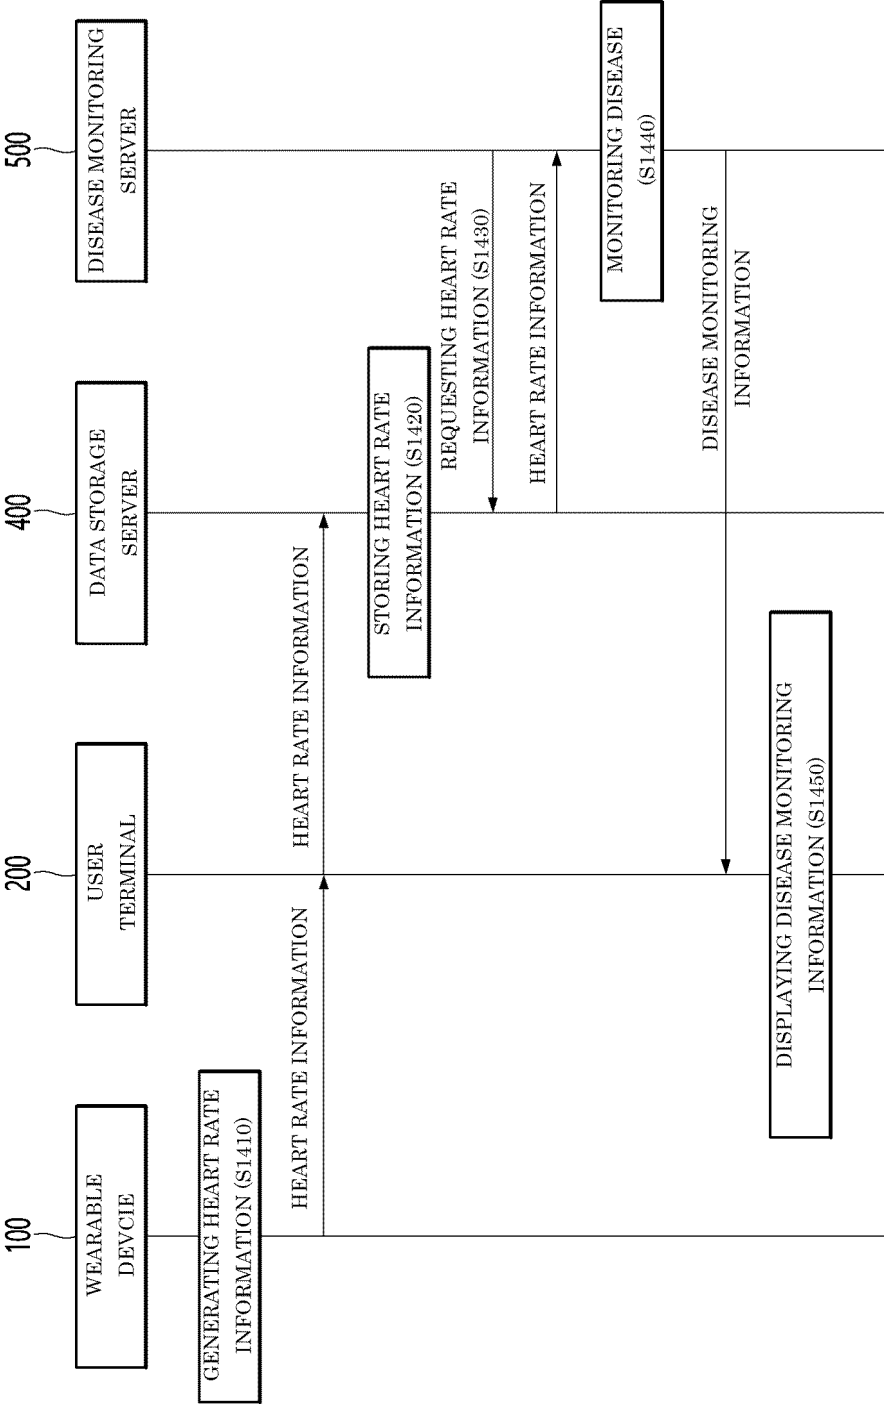 100
200
400
500
WEARABLE
DEVCIE
USER
TERMINAL
DATA STORAGE
SERVER
DISEASE MONITORING
SERVER
GENERATING HEART RATE
INFORMATION (S1410)
HEART RATE INFORMATION
HEART RATE INFORMATION
STORING HEART RATE
INFORMATION (S1420)
REQUESTING HEART RATE
INFORMATION (S1430)
HEART RATE INFORMATION
MONITORING DISEASE
(S1440)
DISEASE MONITORING
INFORMATION
DISPLAYING DISEASE MONITORING
INFORMATION (S1450)